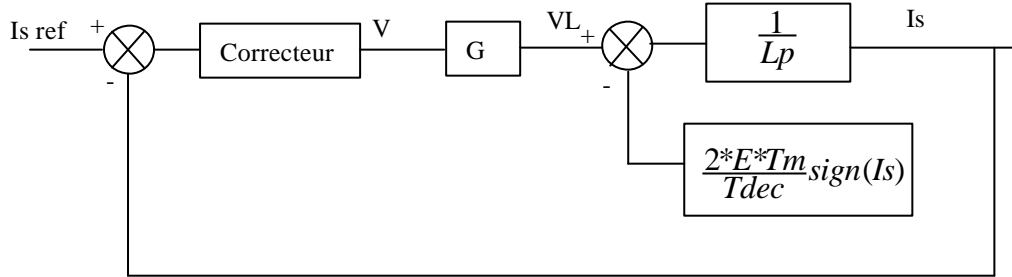 Is ref
+
-
Correcteur
V
G
VL
+
-
1
Lp
Is
2*E*Tm
Tdec
sign(Is)